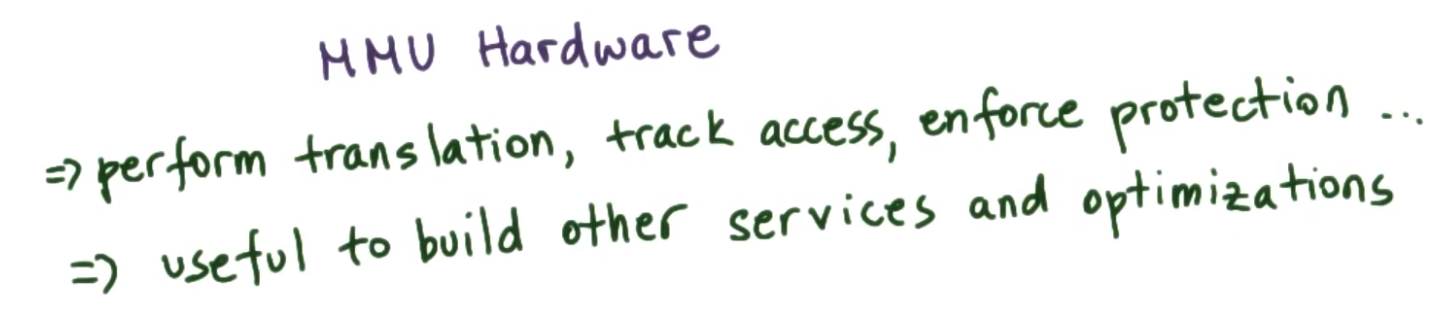 MMU Hardware
=> perform translation, track access, enforce protection ...
=> useful to build other services and optimizations